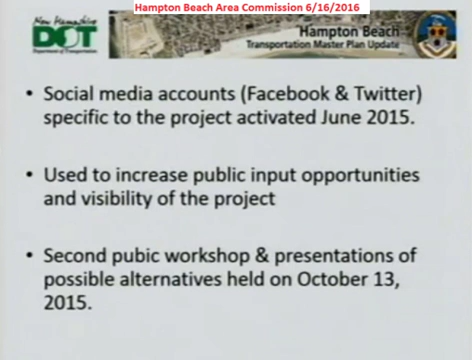 Hampton Beach Area Commission 6/16/2016
New Hampshire
DOT
Department of Transportation
Hampton Beach
Transportation Master Plan Update
• Social media accounts (Facebook & Twitter)
specific to the project activated June 2015.
• Used to increase public input opportunities
and visibility of the project
• Second pubic workshop & presentations of
possible alternatives held on October 13,
2015.